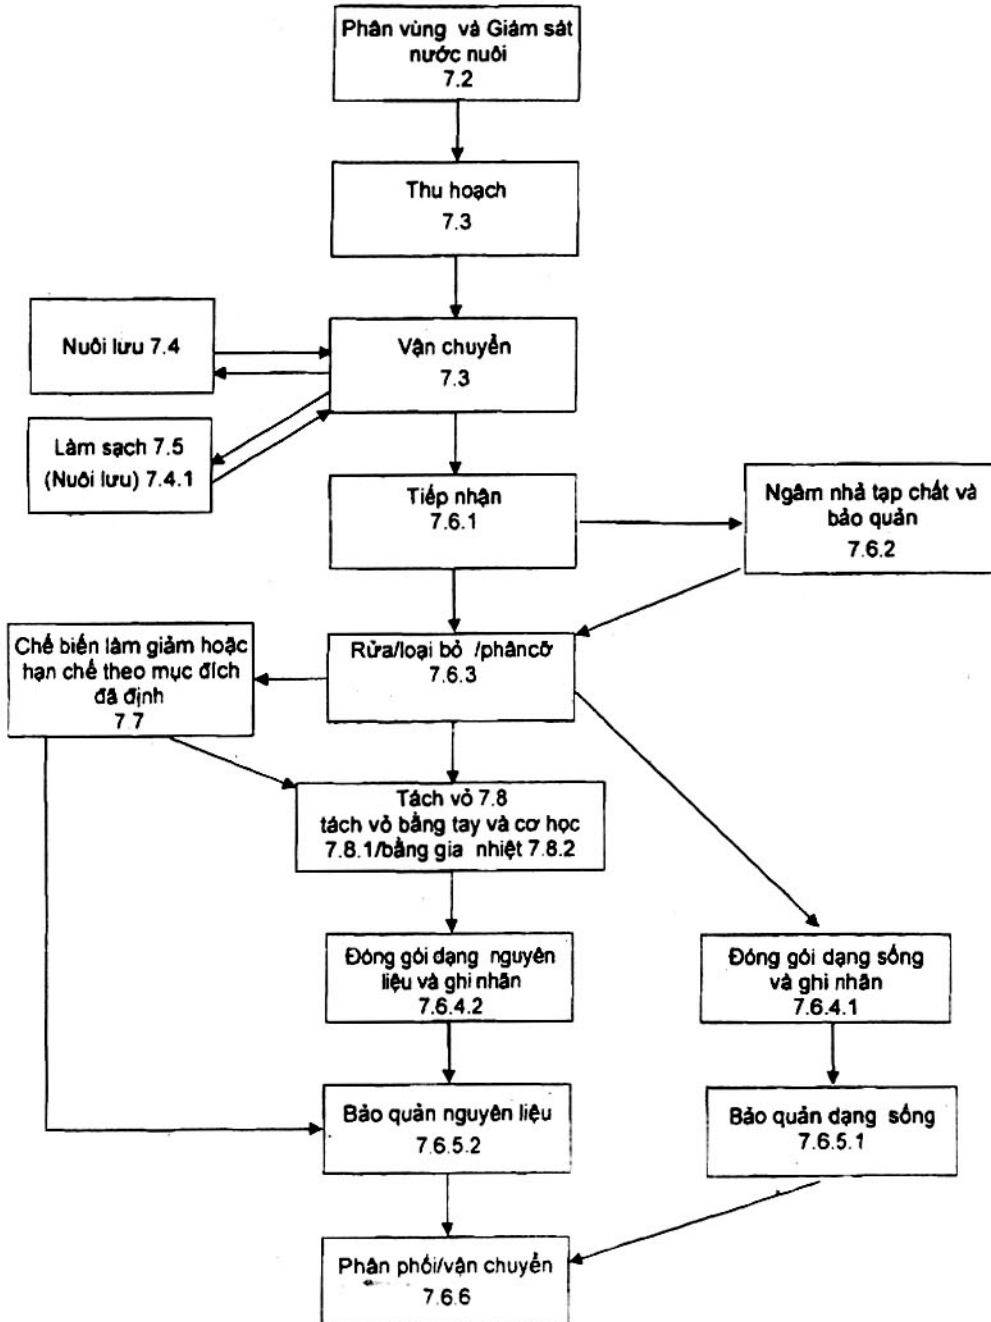 Phân vùng và Giám sát
nước nuôi
7.2
Thu hoạch
7.3
Nuôi lưu 7.4
Vận chuyển
7.3
Làm sạch 7.5
(Nuôi lưu) 7.4.1
Tiếp nhận
7.6.1
Ngâm nhả tạp chất và
bảo quản
7.6.2
Chế biến làm giảm hoặc
hạn chế theo mục đích
đã định
7.7
Rửa/loại bỏ /phâncỡ
7.6.3
Tách vỏ 7.8
tách vỏ bằng tay và cơ học
7.8.1/bằng gia nhiệt 7.8.2
Đóng gói dạng nguyên
liệu và ghi nhãn
7.6.4.2
Đóng gói dạng sống
và ghi nhãn
7.6.4.1
Bảo quản nguyên liệu
7.6.5.2
Bảo quản dạng sống
7.6.5.1
Phân phối/vận chuyển
7.6.6